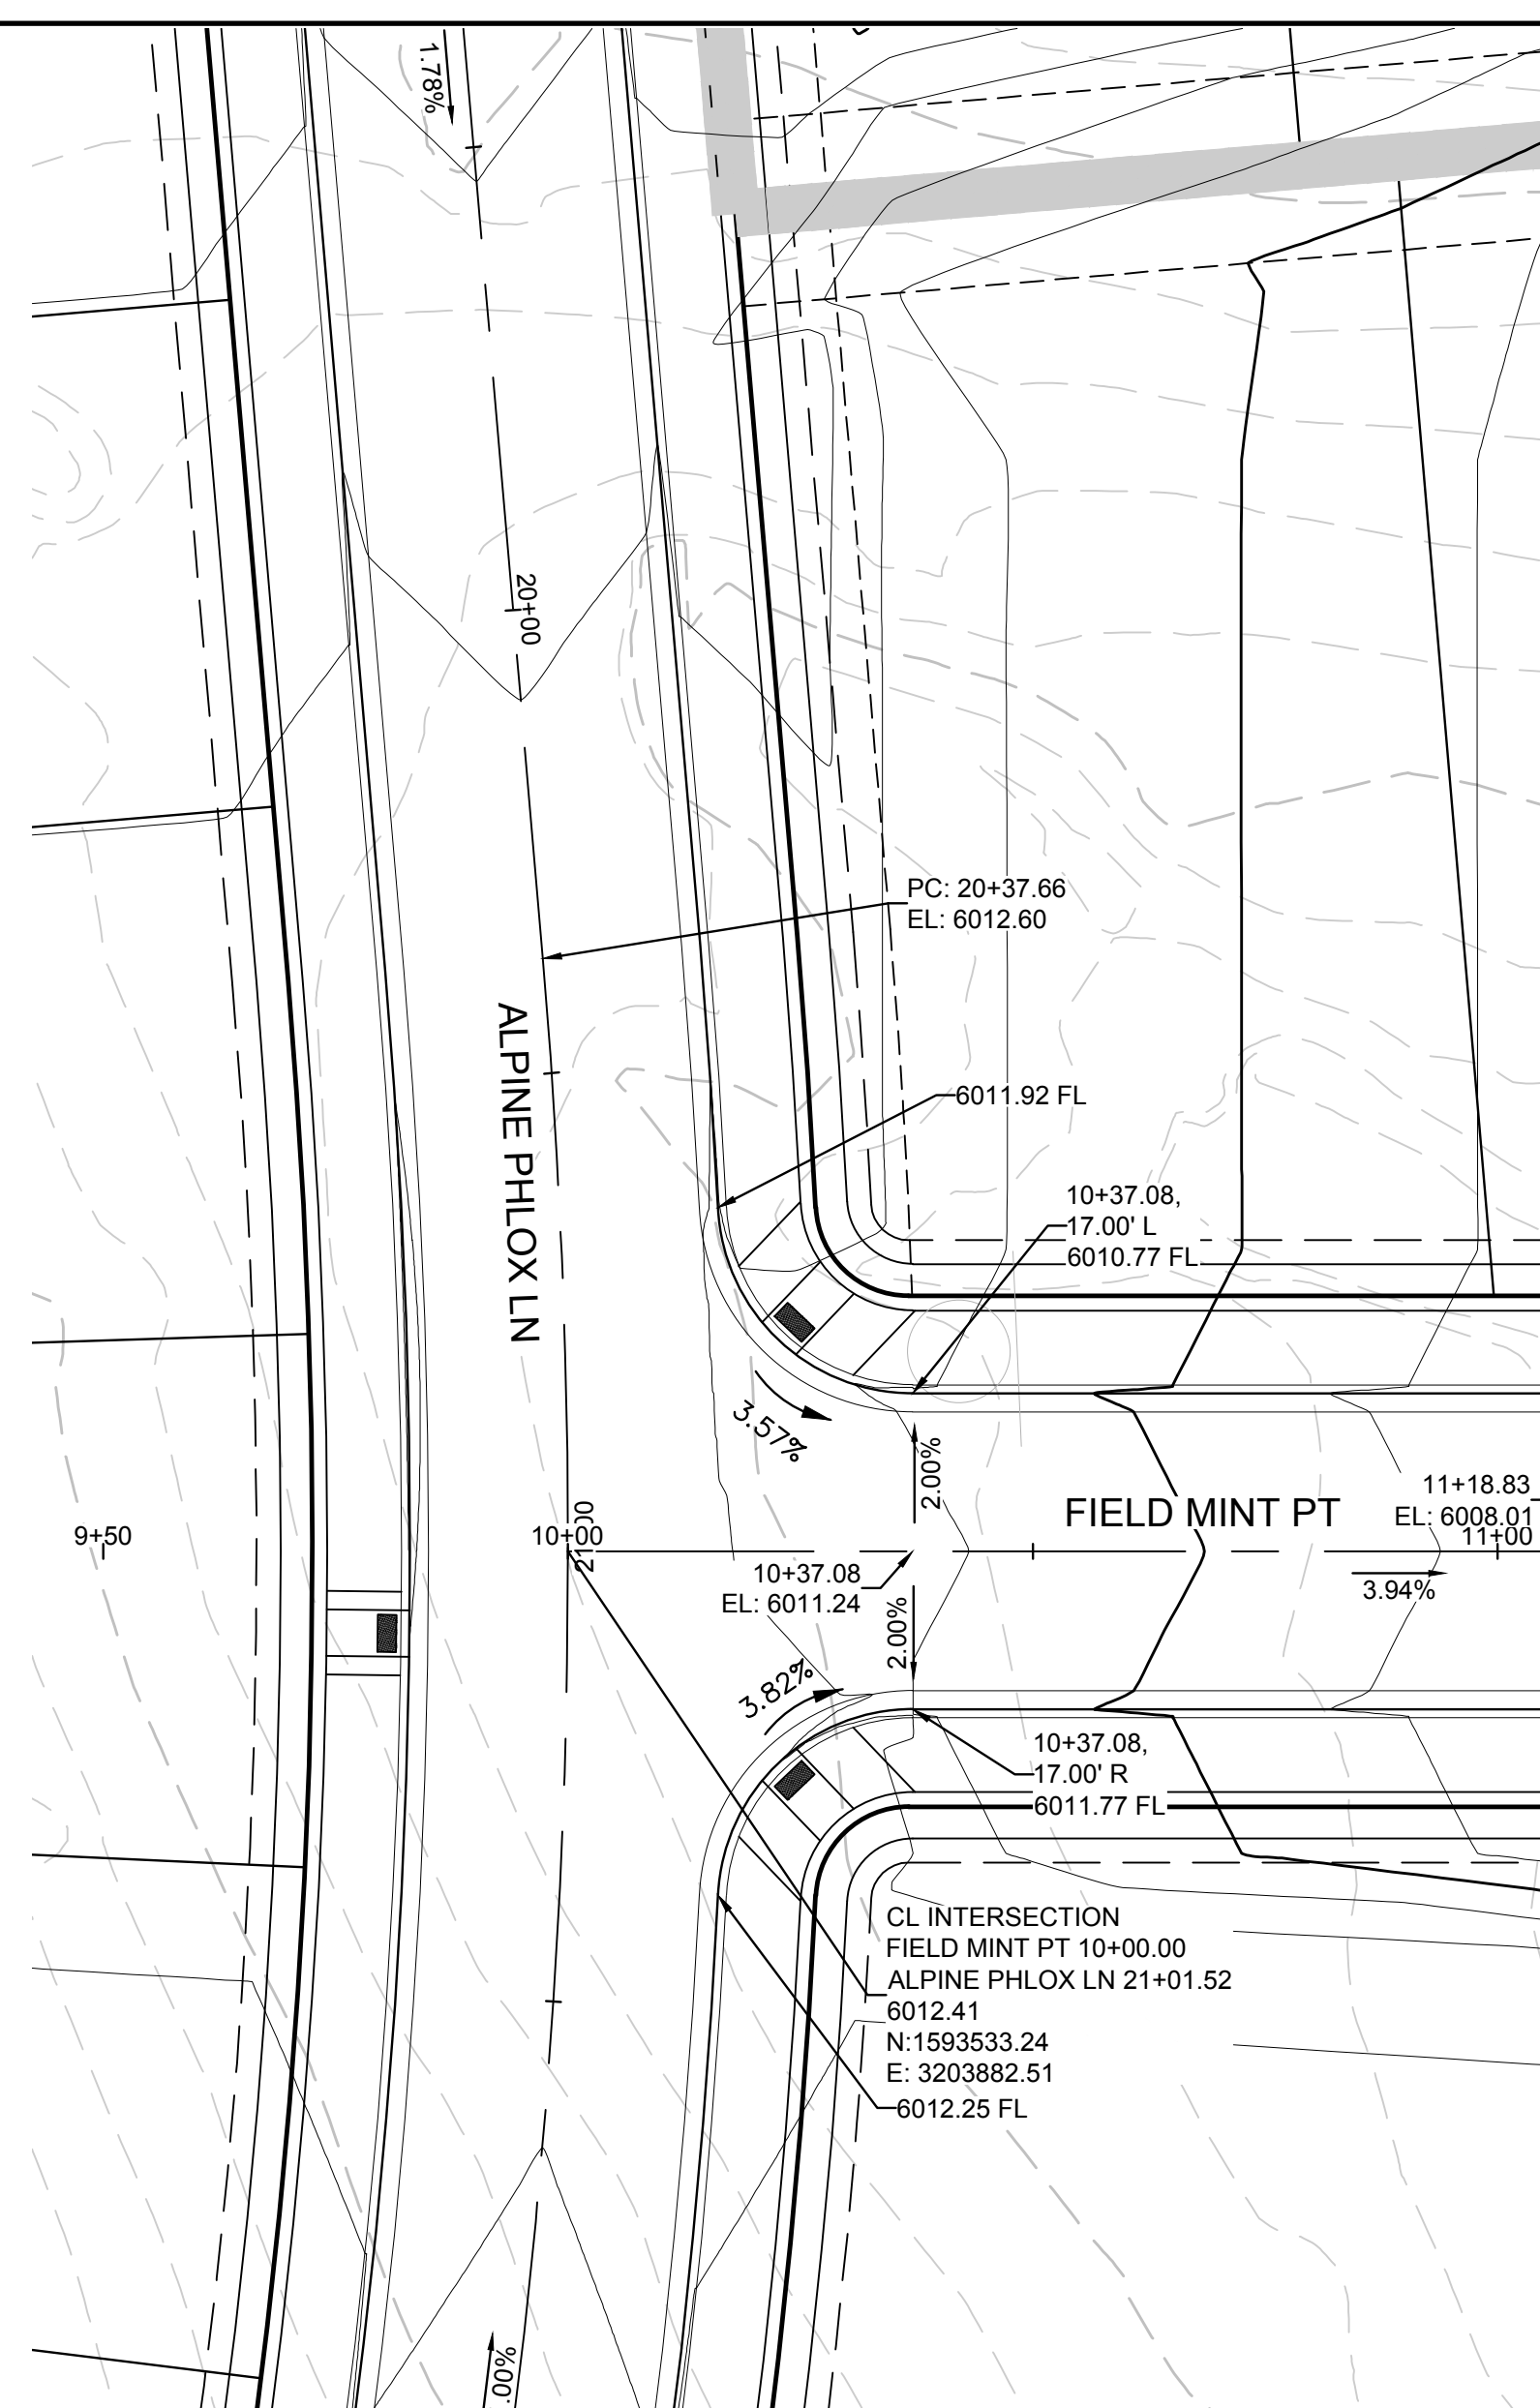 1.78%
20+00
PC: 20+37.66
EL: 6012.60
ALPINE PHLOX LN
6011.92 FL
10+37.08,
17.00' L
6010.77 FL
3.57%
2.00%
FIELD MINT PT
11+18.83
EL: 6008.01
9+50
10+00
21+00
11+00
10+37.08
EL: 6011.24
3.94%
2.00%
3.82%
10+37.08,
17.00' R
6011.77 FL
CL INTERSECTION
FIELD MINT PT 10+00.00
ALPINE PHLOX LN 21+01.52
6012.41
N:1593533.24
E: 3203882.51
6012.25 FL
.00%